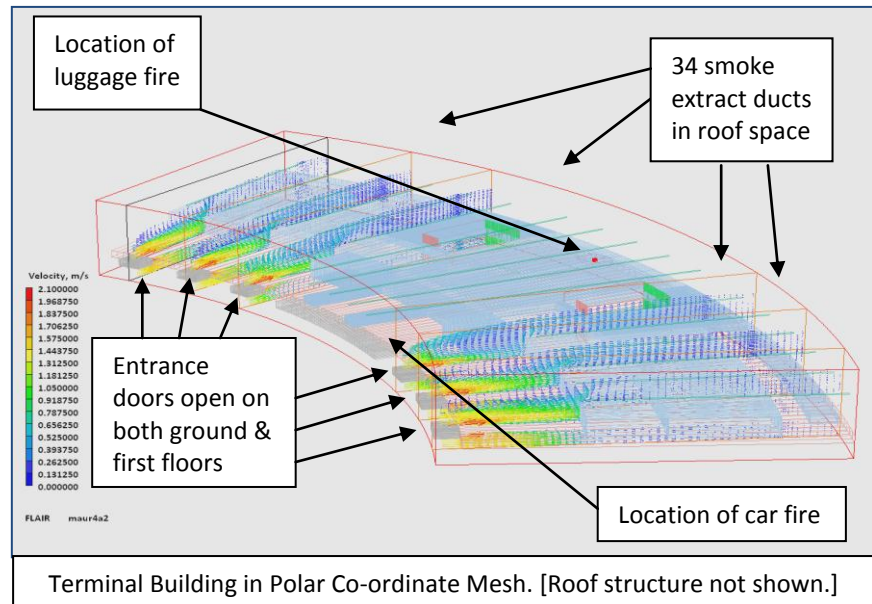 Location of
luggage fire
34 smoke
extract ducts
in roof space
Velocity, m/s
2.100000
1.968750
1.837500
1.706250
1.575000
1.443750
1.312500
1.181250
1.050000
0.918750
0.787500
0.656250
0.525000
0.393750
0.262500
0.131250
0.000000
Entrance
doors open on
both ground &
first floors
FLAIR maur4a2
Location of car fire
Terminal Building in Polar Co-ordinate Mesh. [Roof structure not shown.]